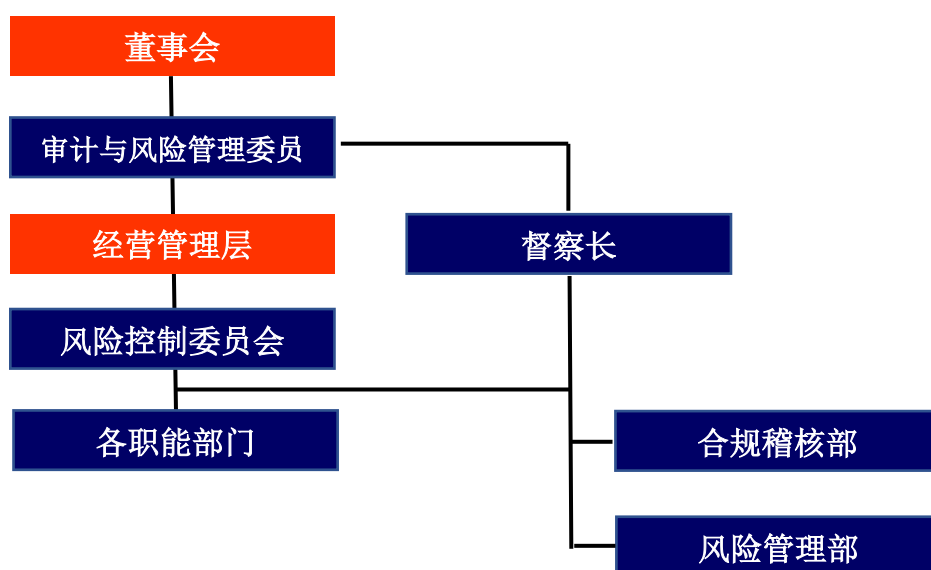 董事会
审计与风险管理委员
经营管理层
督察长
风险控制委员会
各职能部门
合规稽核部
风险管理部